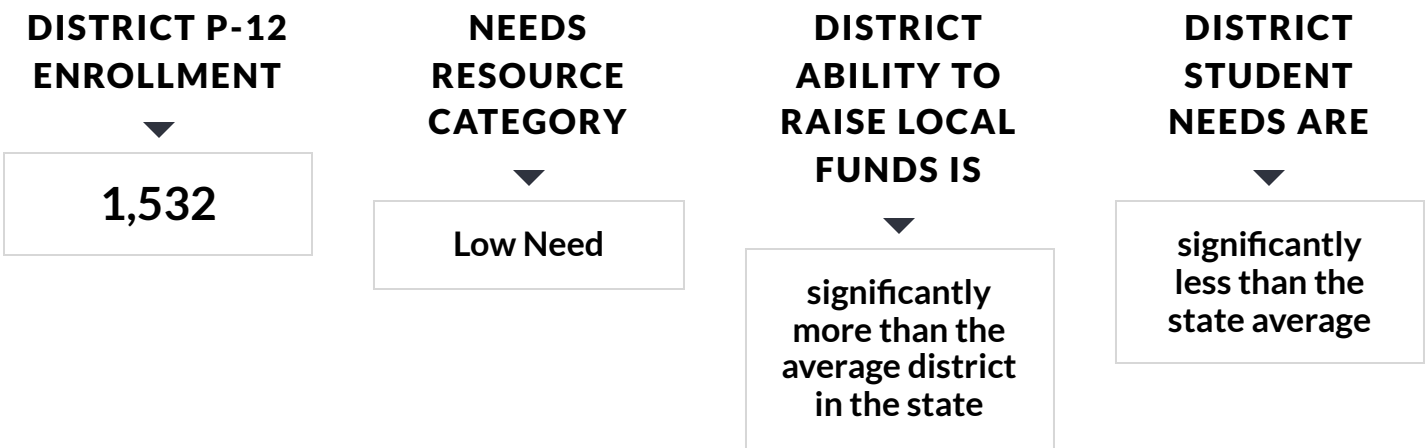 DISTRICT P-12
ENROLLMENT
1,532
NEEDS
RESOURCE
CATEGORY
Low Need
DISTRICT
ABILITY TO
RAISE LOCAL
FUNDS IS
significantly
more than the
average district
in the state
DISTRICT
STUDENT
NEEDS ARE
significantly
less than the
state average